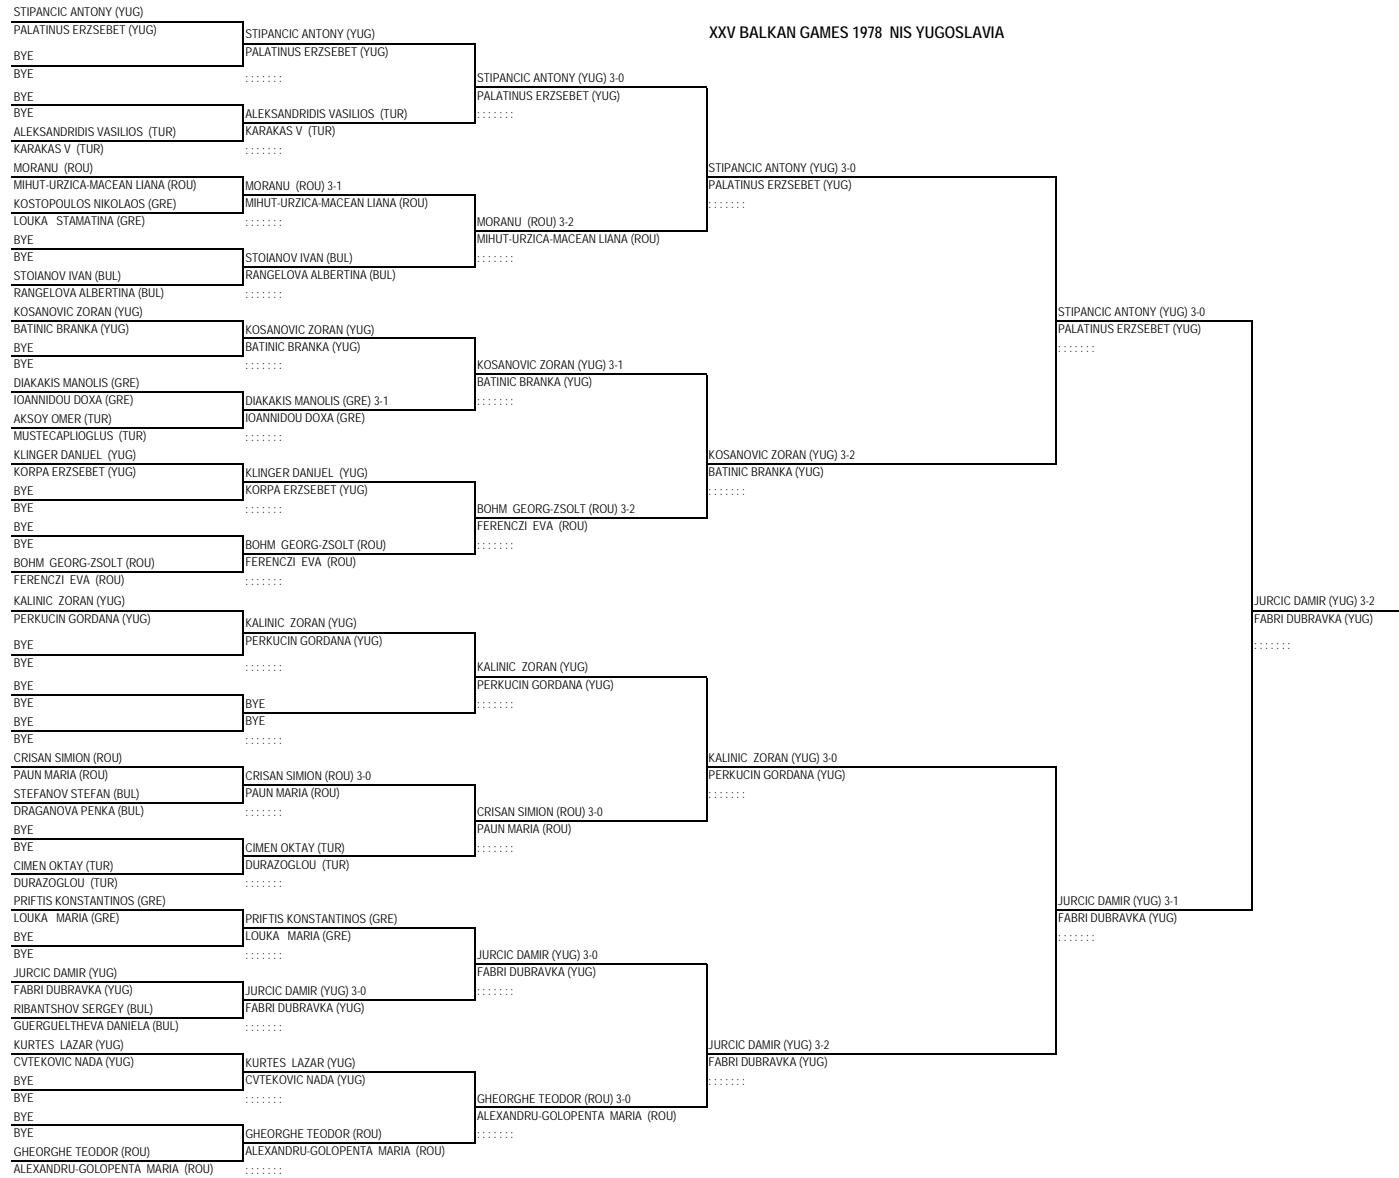 XXV BALKAN GAMES 1978 NIS YUGOSLAVIA
STIPANCIC ANTONY (YUG)
PALATINUS ERZSEBET (YUG)
BYE
BYE
BYE
BYE
ALEKSANDRIDIS VASILIOS (TUR)
KARAKAS V (TUR)
MORANU (ROU)
MIHUT-URZICA-MACEAN LIANA (ROU)
KOSTOPOULOS NIKOLAOS (GRE)
LOUKA STAMATINA (GRE)
BYE
BYE
STOIANOV IVAN (BUL)
RANGELOVA ALBERTINA (BUL)
KOSANOVIC ZORAN (YUG)
BATINIC BRANKA (YUG)
BYE
BYE
DIAKAKIS MANOLIS (GRE)
IOANNIDOU DOXA (GRE)
AKSOY OMER (TUR)
MUSTECAPLIOGLUS (TUR)
KLINGER DANIJEL (YUG)
KORPA ERZSEBET (YUG)
BYE
BYE
BYE
BYE
BOHM GEORG-ZSOLT (ROU)
FERENCZI EVA (ROU)
KALINIC ZORAN (YUG)
PERKUCIN GORDANA (YUG)
BYE
BYE
BYE
BYE
BYE
BYE
CRISAN SIMION (ROU)
PAUN MARIA (ROU)
STEFANOV STEFAN (BUL)
DRAGANOVA PENKA (BUL)
BYE
BYE
CIMEN OKTAY (TUR)
DURAZOGLOU (TUR)
PRIFTIS KONSTANTINOS (GRE)
LOUKA MARIA (GRE)
BYE
BYE
JURCIC DAMIR (YUG)
FABRI DUBRAVKA (YUG)
RIBANTSHOV SERGEY (BUL)
GUERGUELTHEVA DANIELA (BUL)
KURTES LAZAR (YUG)
CVTEKOVIC NADA (YUG)
BYE
BYE
BYE
BYE
GHEORGHE TEODOR (ROU)
ALEXANDRU-GOLOPENTA MARIA (ROU)
STIPANCIC ANTONY (YUG)
PALATINUS ERZSEBET (YUG)
: : : : : : :
ALEKSANDRIDIS VASILIOS (TUR)
KARAKAS V (TUR)
: : : : : : :
MORANU (ROU) 3-1
MIHUT-URZICA-MACEAN LIANA (ROU)
: : : : : : :
STOIANOV IVAN (BUL)
RANGELOVA ALBERTINA (BUL)
: : : : : : :
KOSANOVIC ZORAN (YUG)
BATINIC BRANKA (YUG)
: : : : : : :
DIAKAKIS MANOLIS (GRE) 3-1
IOANNIDOU DOXA (GRE)
: : : : : : :
KLINGER DANIJEL (YUG)
KORPA ERZSEBET (YUG)
: : : : : : :
BOHM GEORG-ZSOLT (ROU)
FERENCZI EVA (ROU)
: : : : : : :
KALINIC ZORAN (YUG)
PERKUCIN GORDANA (YUG)
: : : : : : :
BYE
BYE
: : : : : : :
CRISAN SIMION (ROU) 3-0
PAUN MARIA (ROU)
: : : : : : :
CIMEN OKTAY (TUR)
DURAZOGLOU (TUR)
: : : : : : :
PRIFTIS KONSTANTINOS (GRE)
LOUKA MARIA (GRE)
: : : : : : :
JURCIC DAMIR (YUG) 3-0
FABRI DUBRAVKA (YUG)
: : : : : : :
KURTES LAZAR (YUG)
CVTEKOVIC NADA (YUG)
: : : : : : :
GHEORGHE TEODOR (ROU)
ALEXANDRU-GOLOPENTA MARIA (ROU)
: : : : : : :
STIPANCIC ANTONY (YUG) 3-0
PALATINUS ERZSEBET (YUG)
: : : : : : :
MORANU (ROU) 3-2
MIHUT-URZICA-MACEAN LIANA (ROU)
: : : : : : :
KOSANOVIC ZORAN (YUG) 3-1
BATINIC BRANKA (YUG)
: : : : : : :
BOHM GEORG-ZSOLT (ROU) 3-2
FERENCZI EVA (ROU)
: : : : : : :
KALINIC ZORAN (YUG)
PERKUCIN GORDANA (YUG)
: : : : : : :
CRISAN SIMION (ROU) 3-0
PAUN MARIA (ROU)
: : : : : : :
JURCIC DAMIR (YUG) 3-0
FABRI DUBRAVKA (YUG)
: : : : : : :
GHEORGHE TEODOR (ROU) 3-0
ALEXANDRU-GOLOPENTA MARIA (ROU)
: : : : : : :
STIPANCIC ANTONY (YUG) 3-0
PALATINUS ERZSEBET (YUG)
: : : : : : :
KOSANOVIC ZORAN (YUG) 3-2
BATINIC BRANKA (YUG)
: : : : : : :
KALINIC ZORAN (YUG) 3-0
PERKUCIN GORDANA (YUG)
: : : : : : :
JURCIC DAMIR (YUG) 3-2
FABRI DUBRAVKA (YUG)
: : : : : : :
STIPANCIC ANTONY (YUG) 3-0
PALATINUS ERZSEBET (YUG)
: : : : : : :
JURCIC DAMIR (YUG) 3-1
FABRI DUBRAVKA (YUG)
: : : : : : :
JURCIC DAMIR (YUG) 3-2
FABRI DUBRAVKA (YUG)
: : : : : : :